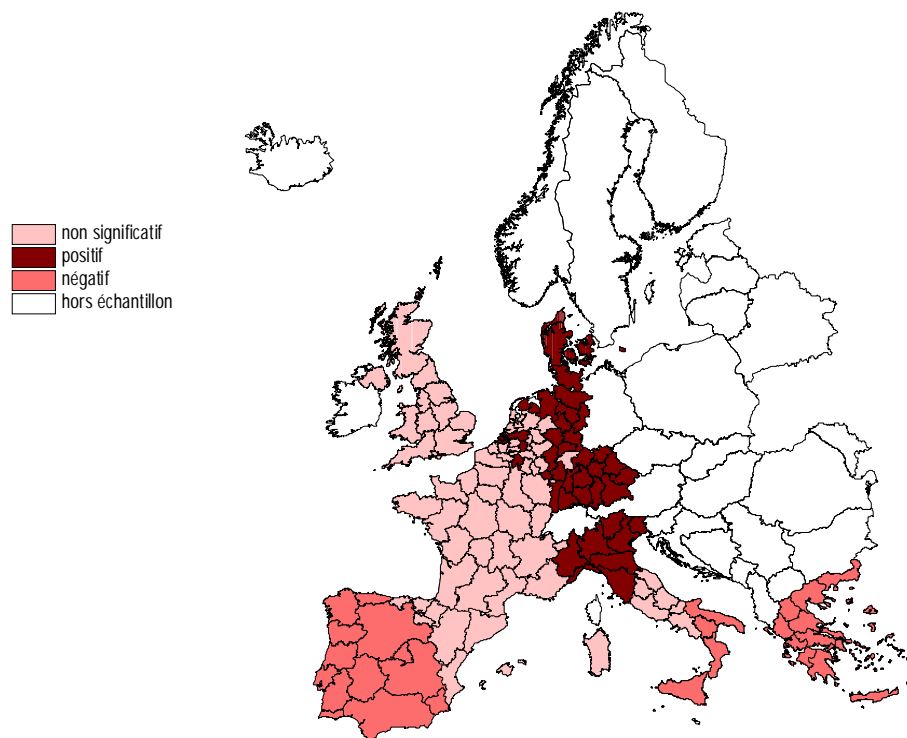 non significatif
positif
négatif
hors échantillon